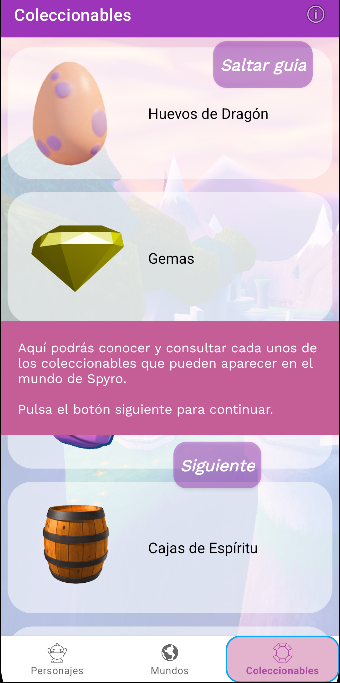 Coleccionables
Saltar guia
Huevos de Dragón
Gemas
Aquí podrás conocer y consultar cada unos de
los coleccionables que pueden aparecer en el
mundo de Spyro.
Pulsa el botón siguiente para continuar.
Siguiente
Cajas de Espíritu
Personajes
Mundos
Coleccionables